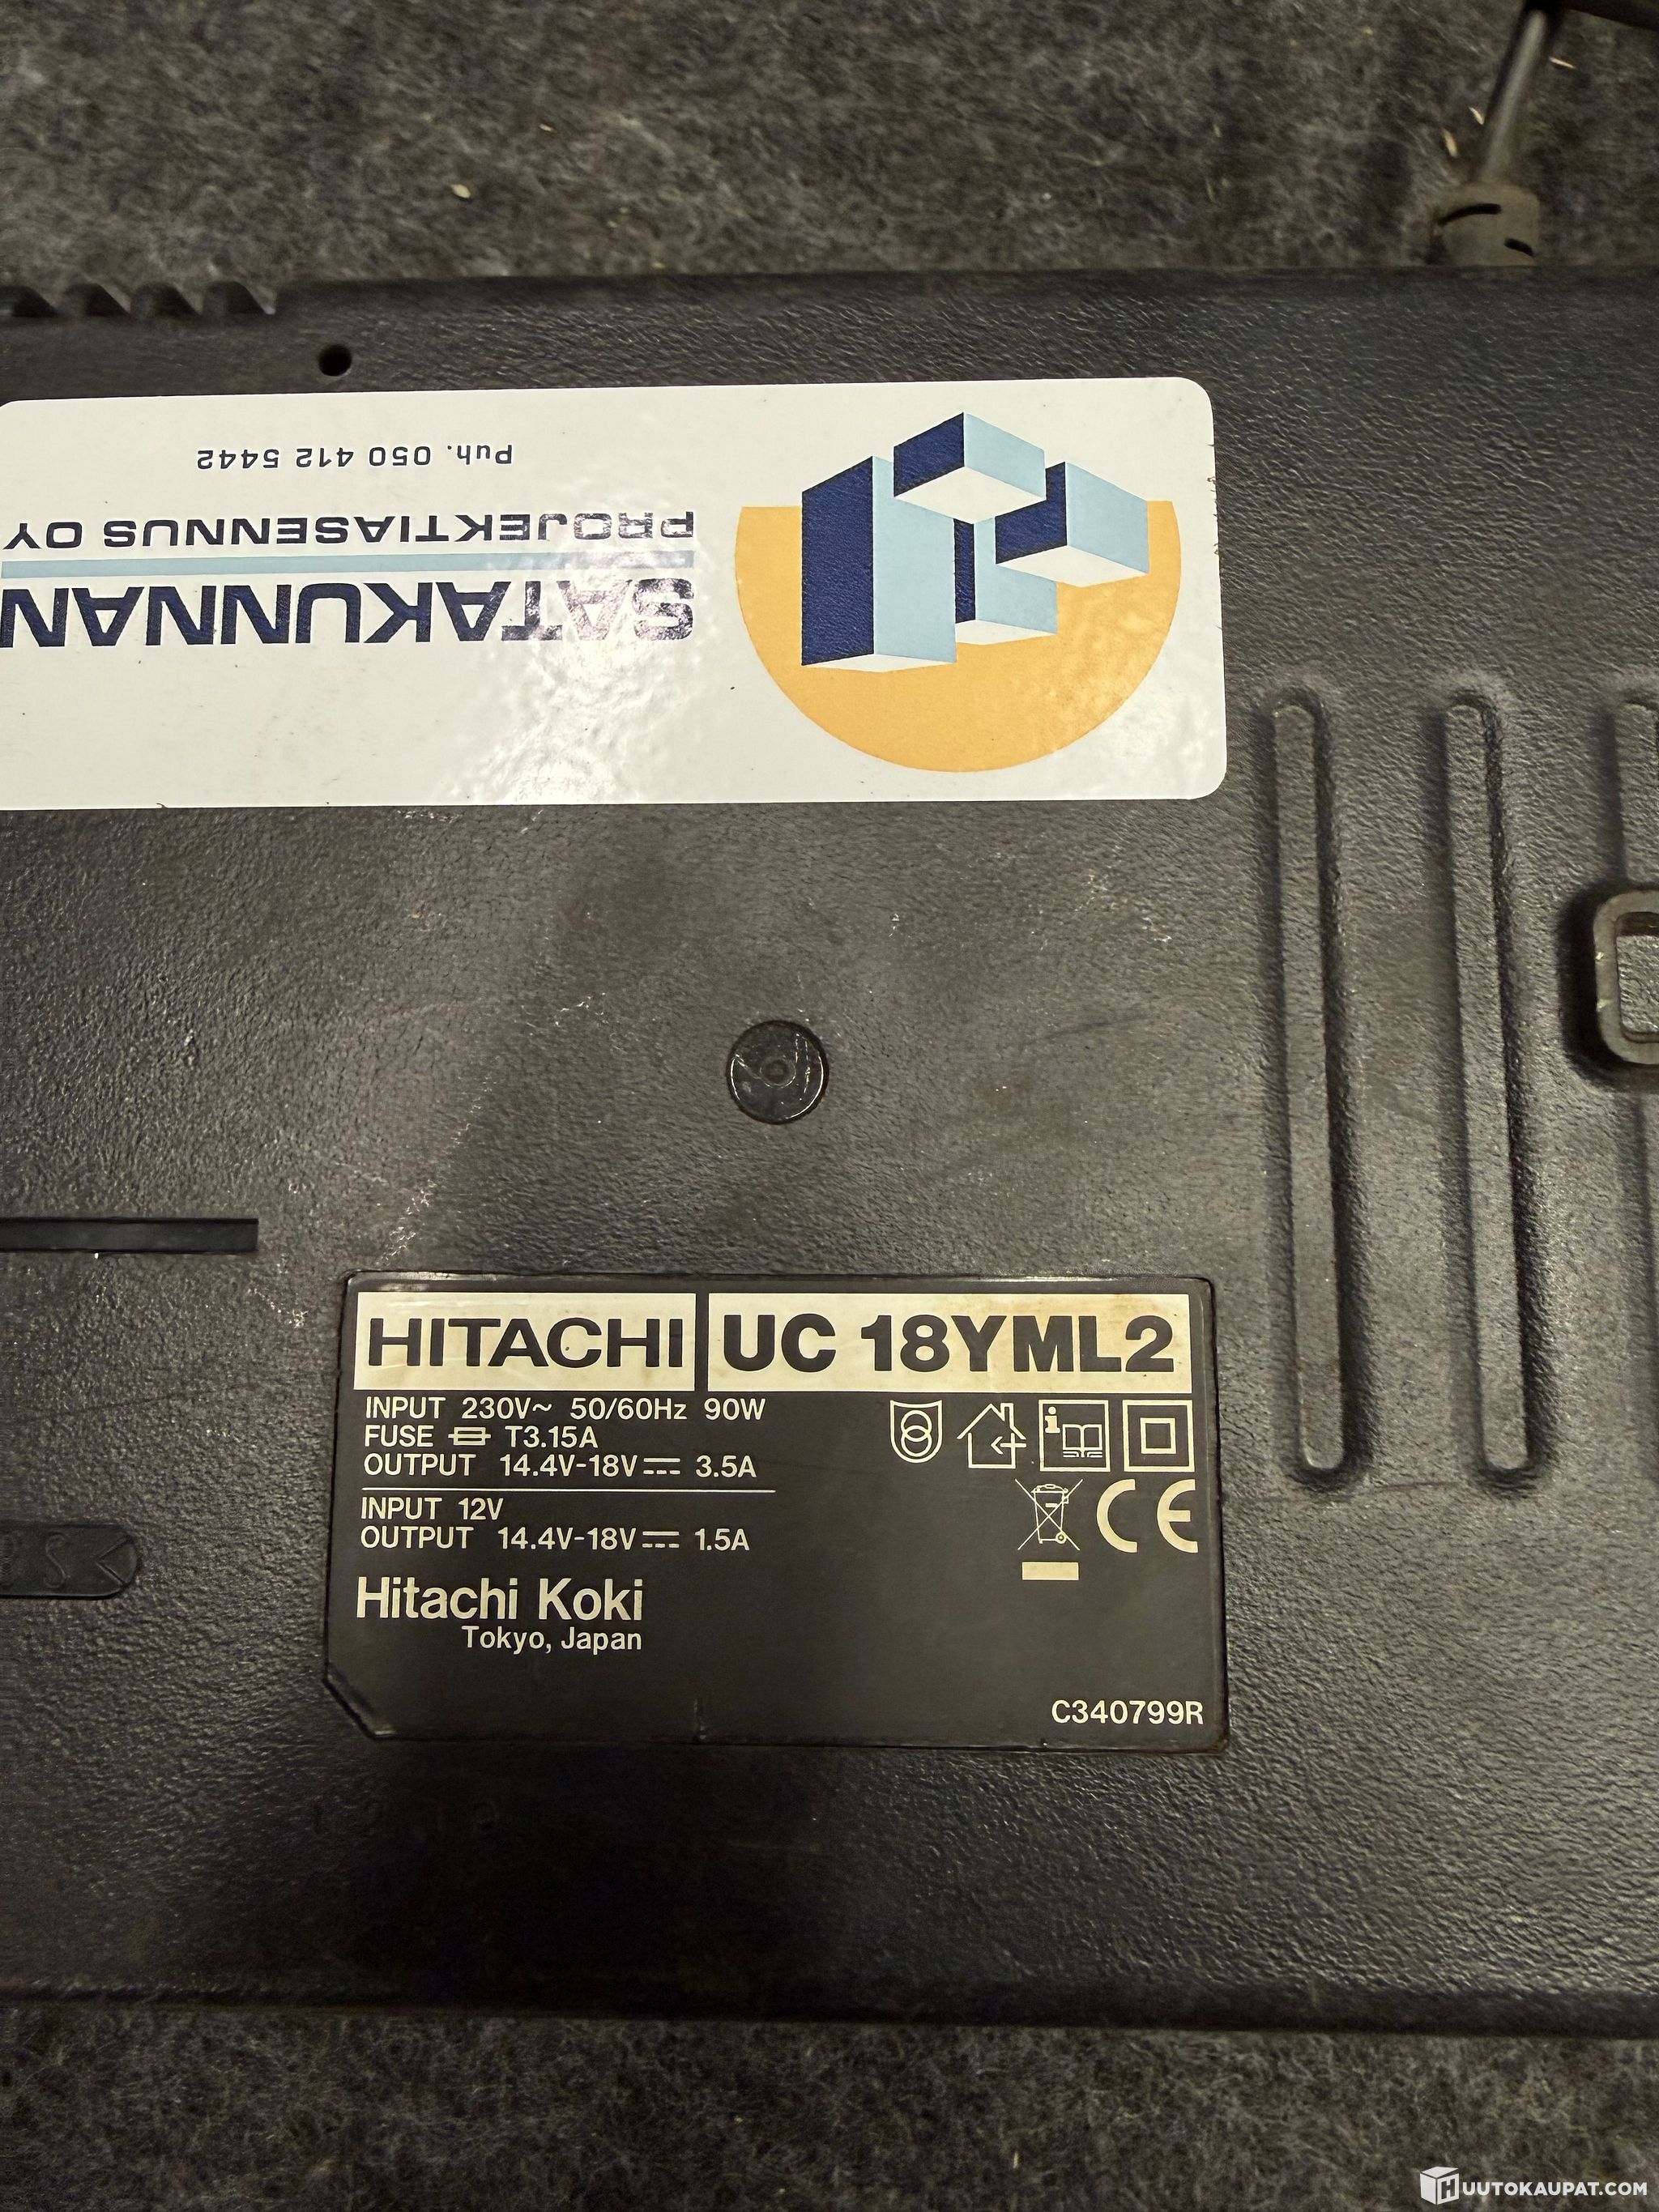 SATAKUNNAN
PROJEKTIASENNUS OY
Puh. 050 412 5442
HITACHI UC 18YML2
INPUT 230V~ 50/60Hz 90W
FUSE T3.15A
OUTPUT 14.4V-18V⎓ 3.5A
INPUT 12V
OUTPUT 14.4V-18V⎓ 1.5A
CE
Hitachi Koki
Tokyo, Japan
C340799R
HUUTOKAUPAT.COM